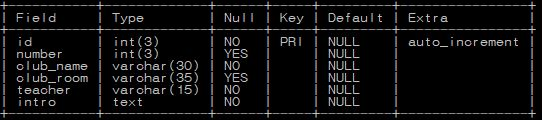 | Field | Type | Null | Key | Default | Extra |
| id | int(3) | NO | PRI | NULL | auto_increment |
| number | int(3) | YES | | NULL | |
| club_name | varchar(30) | NO | | NULL | |
| club_room | varchar(35) | YES | | NULL | |
| teacher | varchar(15) | NO | | NULL | |
| intro | text | NO | | NULL | |